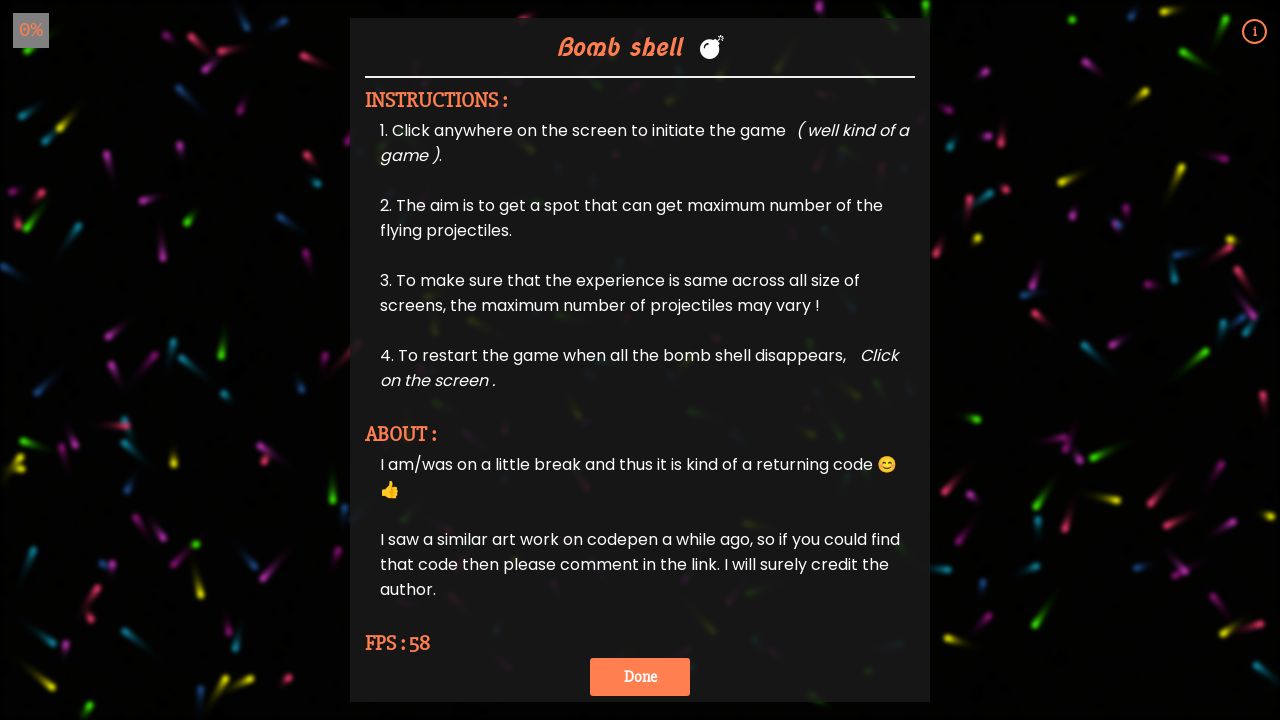 0%
i
Bomb shell 💣
INSTRUCTIONS :
1. Click anywhere on the screen to initiate the game ( well kind of a
game ).
2. The aim is to get a spot that can get maximum number of the
flying projectiles.
3. To make sure that the experience is same across all size of
screens, the maximum number of projectiles may vary !
4. To restart the game when all the bomb shell disappears, Click
on the screen .
ABOUT :
I am/was on a little break and thus it is kind of a returning code 😊
👍
I saw a similar art work on codepen a while ago, so if you could find
that code then please comment in the link. I will surely credit the
author.
FPS : 58
Done